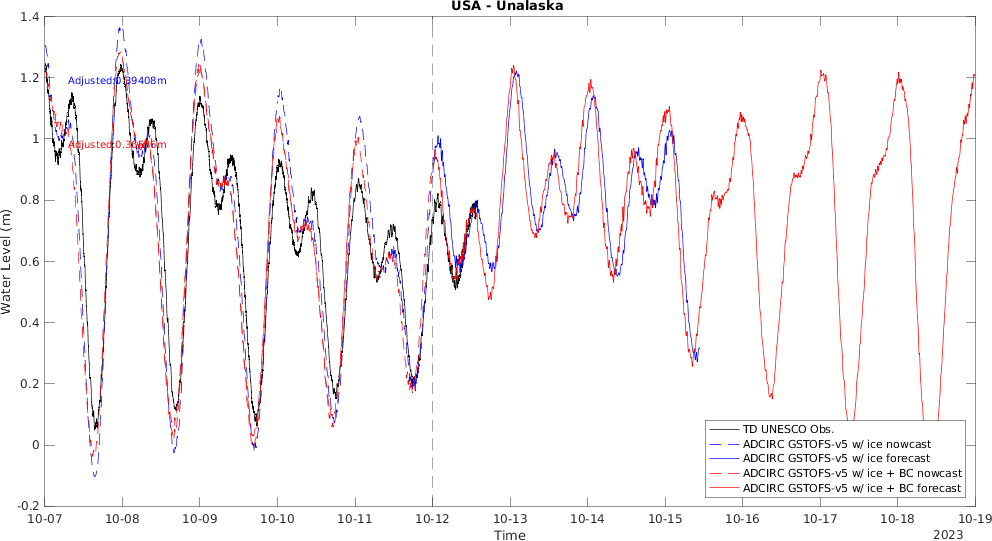 USA - Unalaska
Water Level (m)
1.4
1.2
1
0.8
0.6
0.4
0.2
0
-0.2
Adjusted:0.39408m
10-07 10-08 10-09 10-10 10-11 10-12 10-13 10-14 10-15 10-16 10-17 10-18 10-19
Time
2023
TD UNESCO Obs.
ADCIRC GSTOFS-v5 w/ ice nowcast
ADCIRC GSTOFS-v5 w/ ice forecast
ADCIRC GSTOFS-v5 w/ ice + BC nowcast
ADCIRC GSTOFS-v5 w/ ice + BC forecast